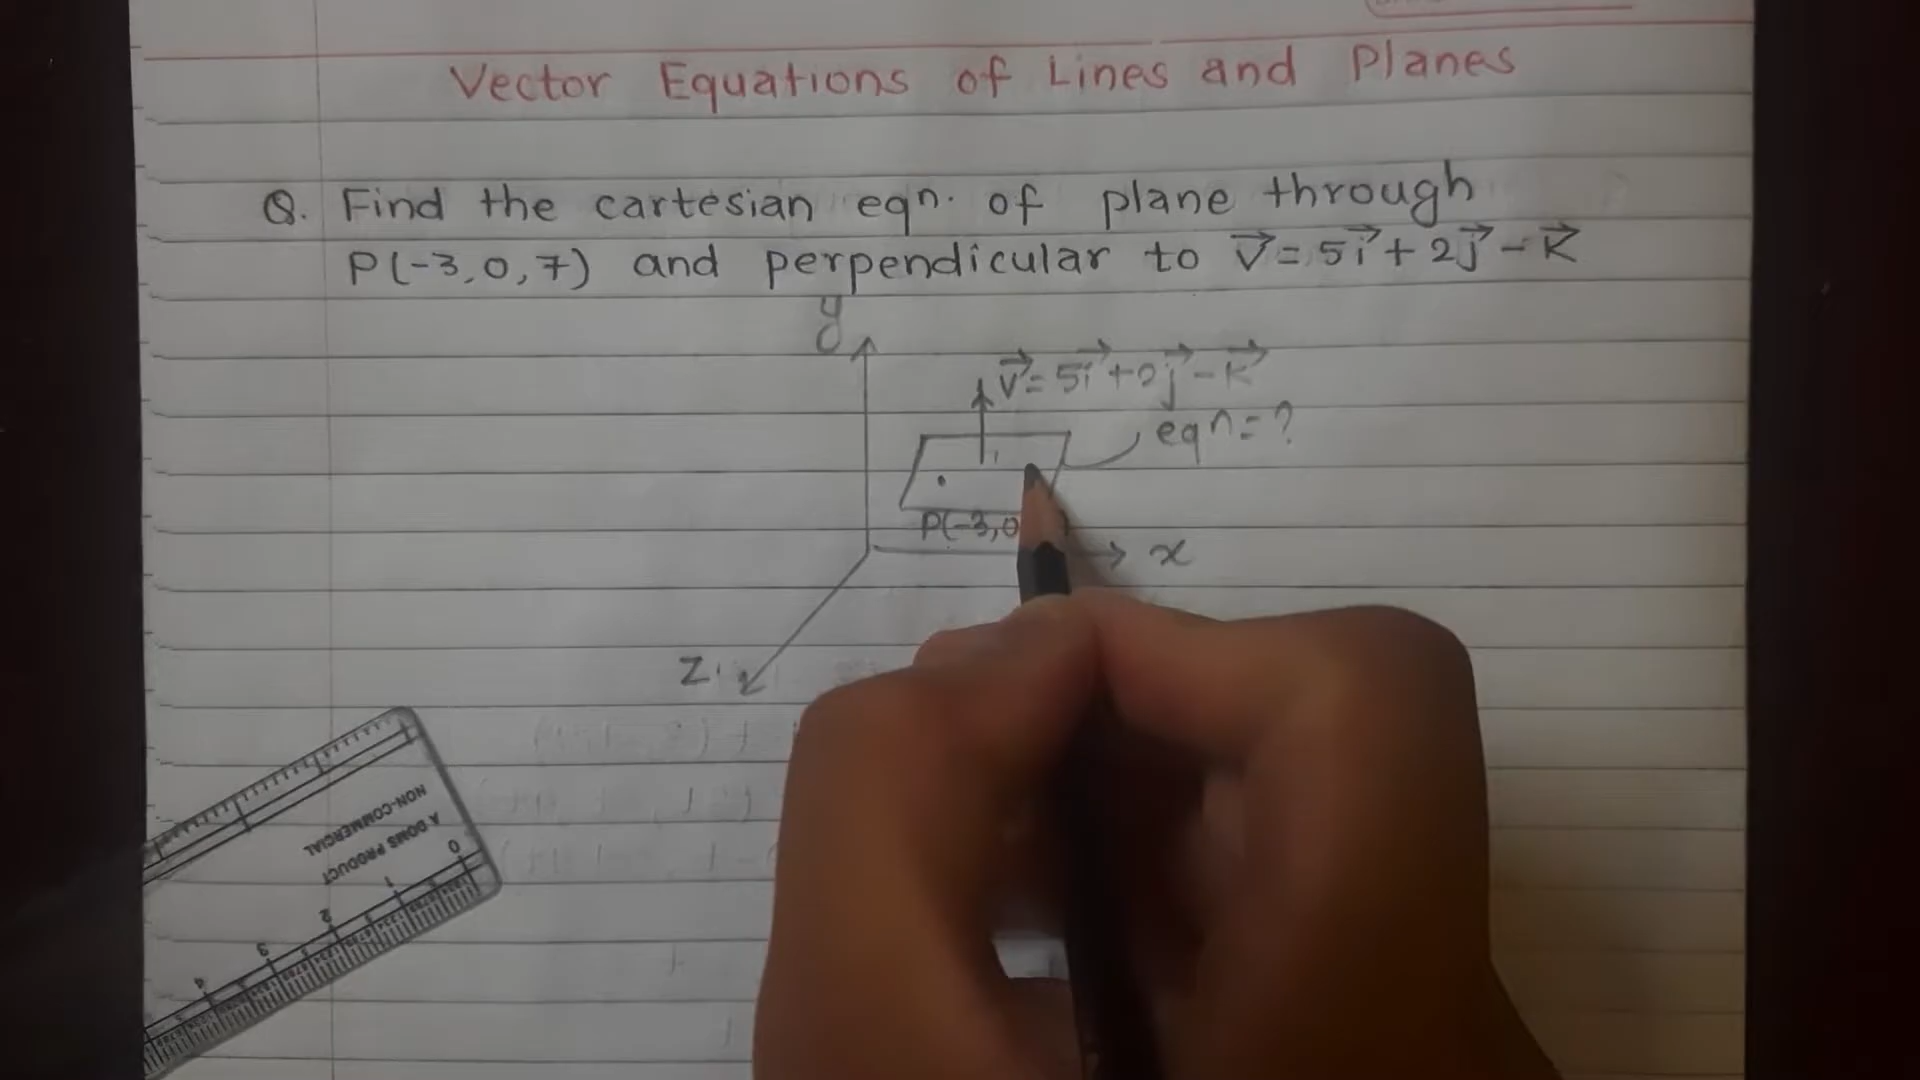 Vector Equations of Lines and Planes
Q. Find the cartesian eqn. of plane through
P(-3,0,7) and perpendicular to V⃗ = 5i⃗ + 2j⃗ - K⃗
y
V⃗ = 5i⃗ + 2j⃗ - K⃗
eqn = ?
P(-3,0
x
Z
NON-COMMERCIAL
A DOMS PRODUCT
0
1
2
3
4